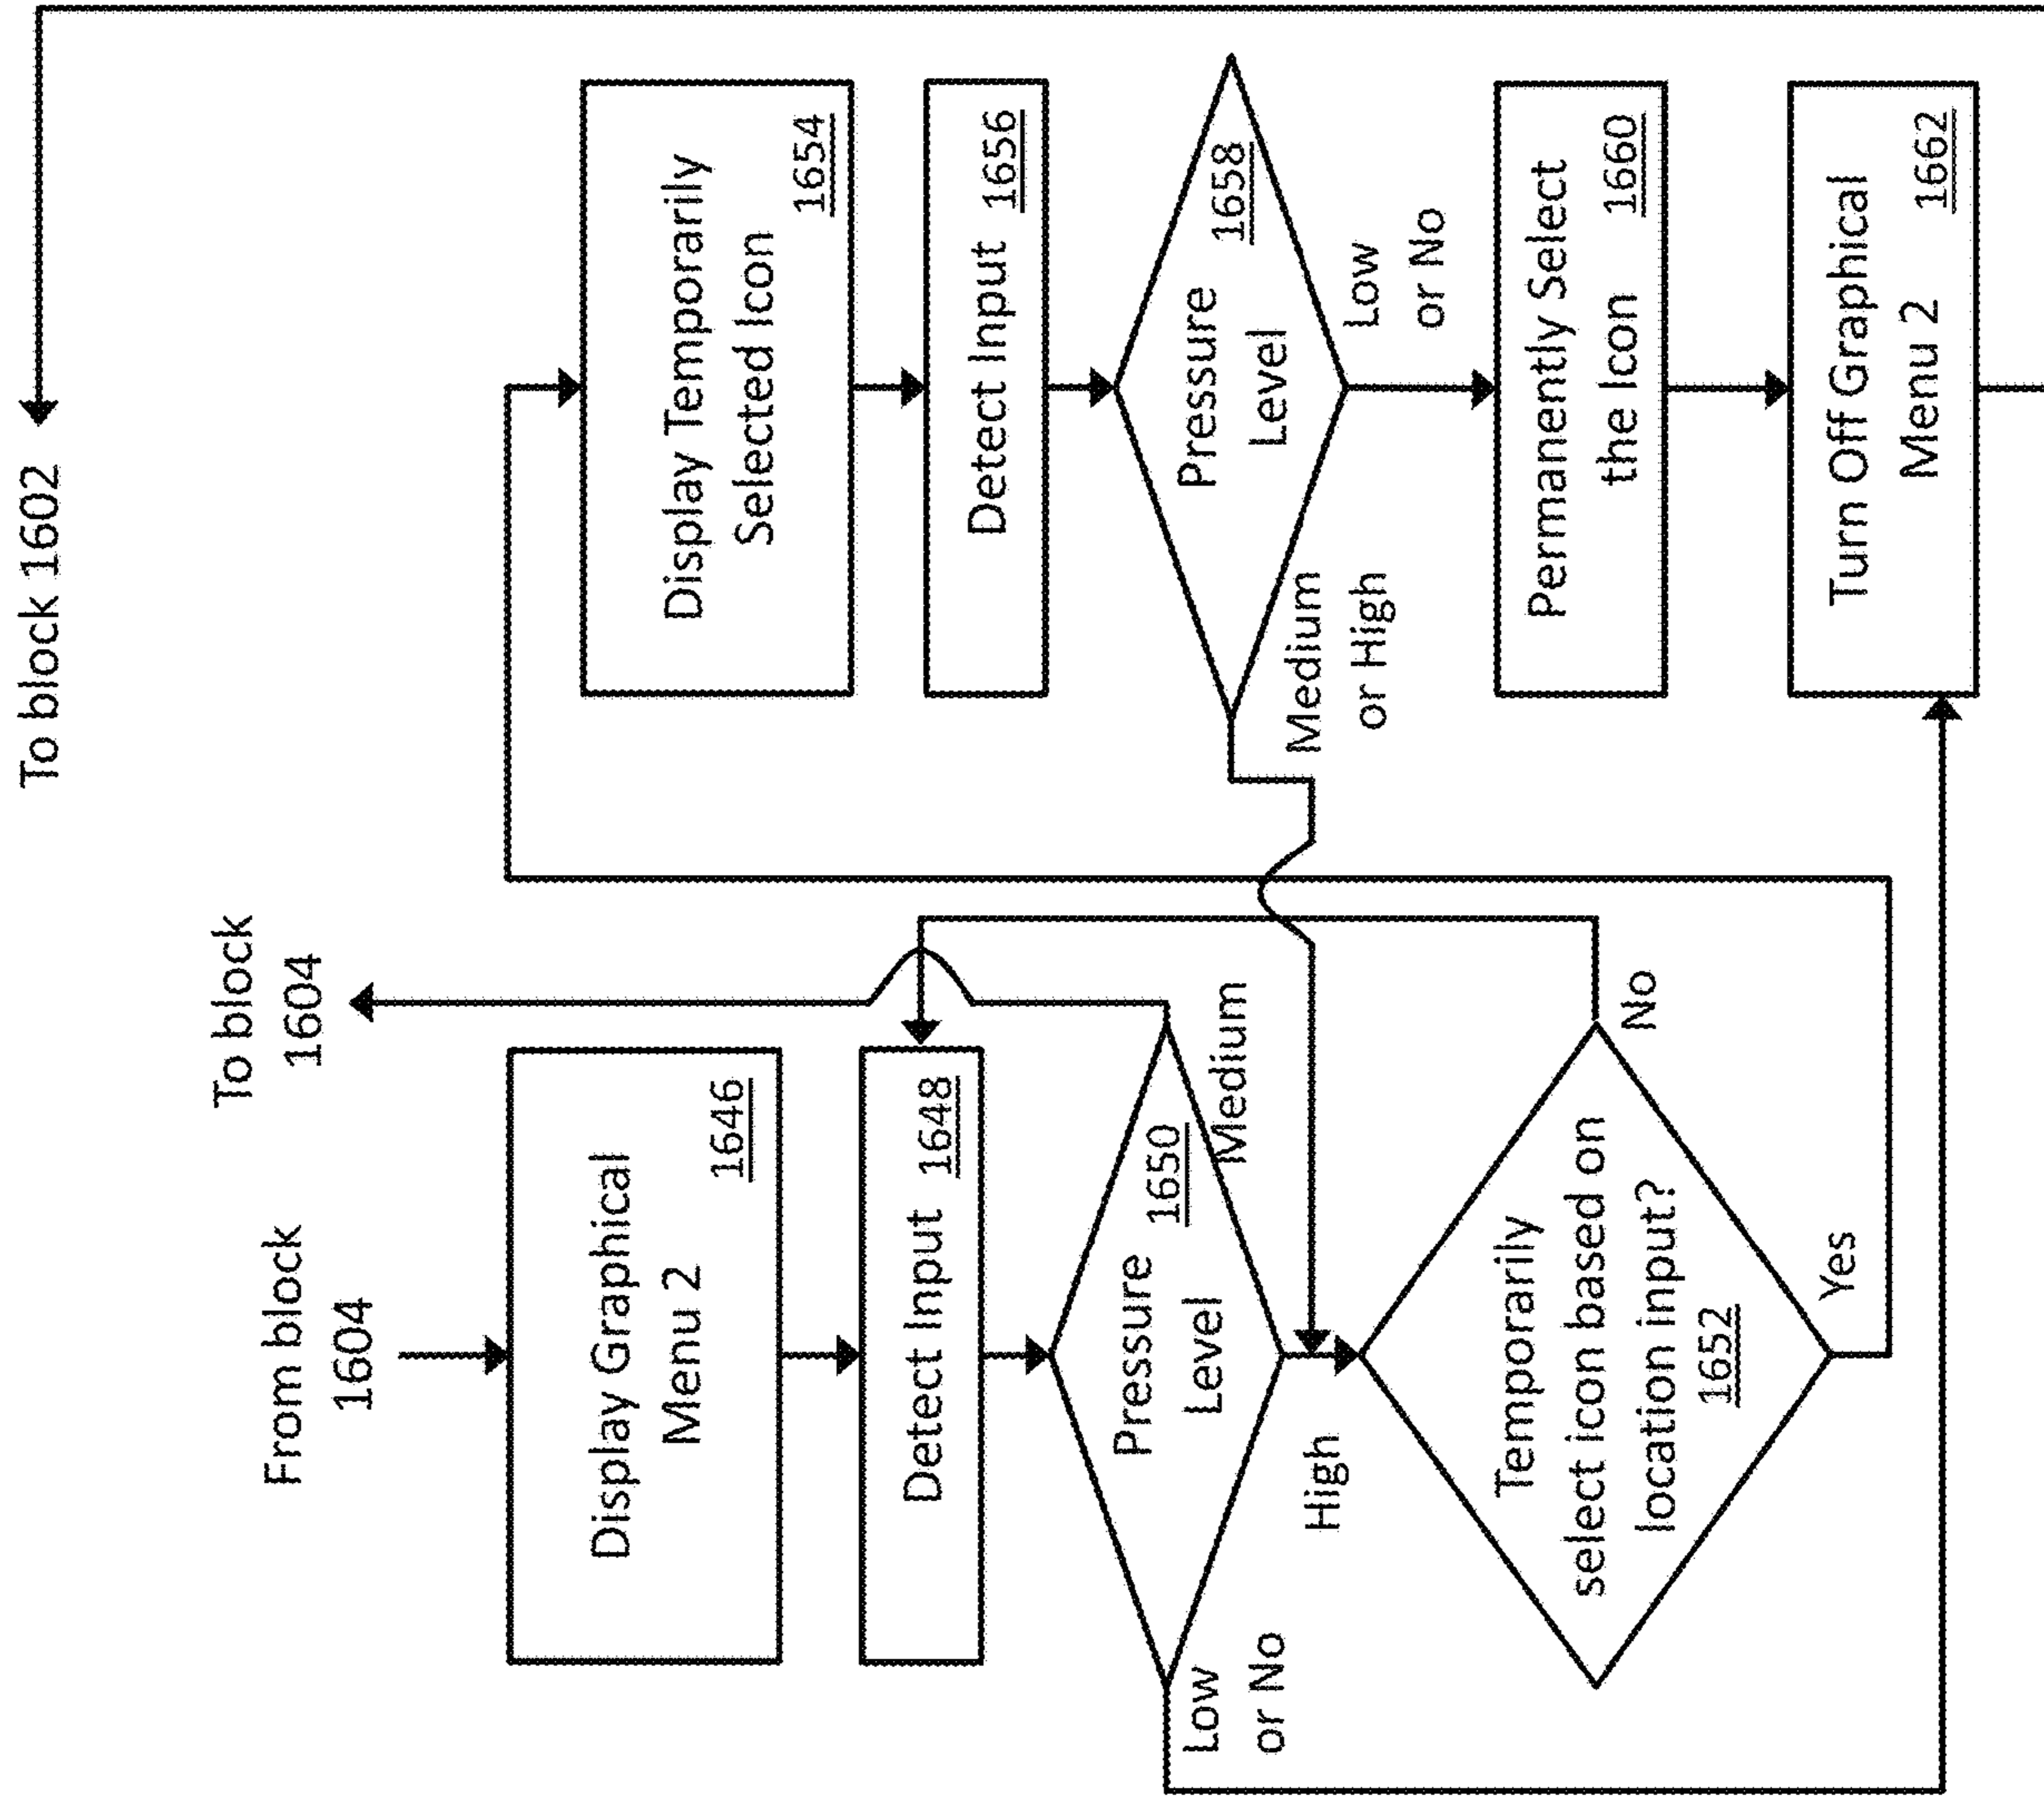 From block
1604
To block
1604
To block 1602
Display Graphical
Menu 2
1646
Detect Input 1648
Pressure 1650
Level
Medium
Low
or No
High
Temporarily
select icon based on
location input?
1652
No
Yes
Display Temporarily
Selected Icon
1654
Detect Input 1656
Pressure 1658
Level
Medium
or High
Low
or No
Permanently Select
the Icon 1660
Turn Off Graphical
Menu 2 1662